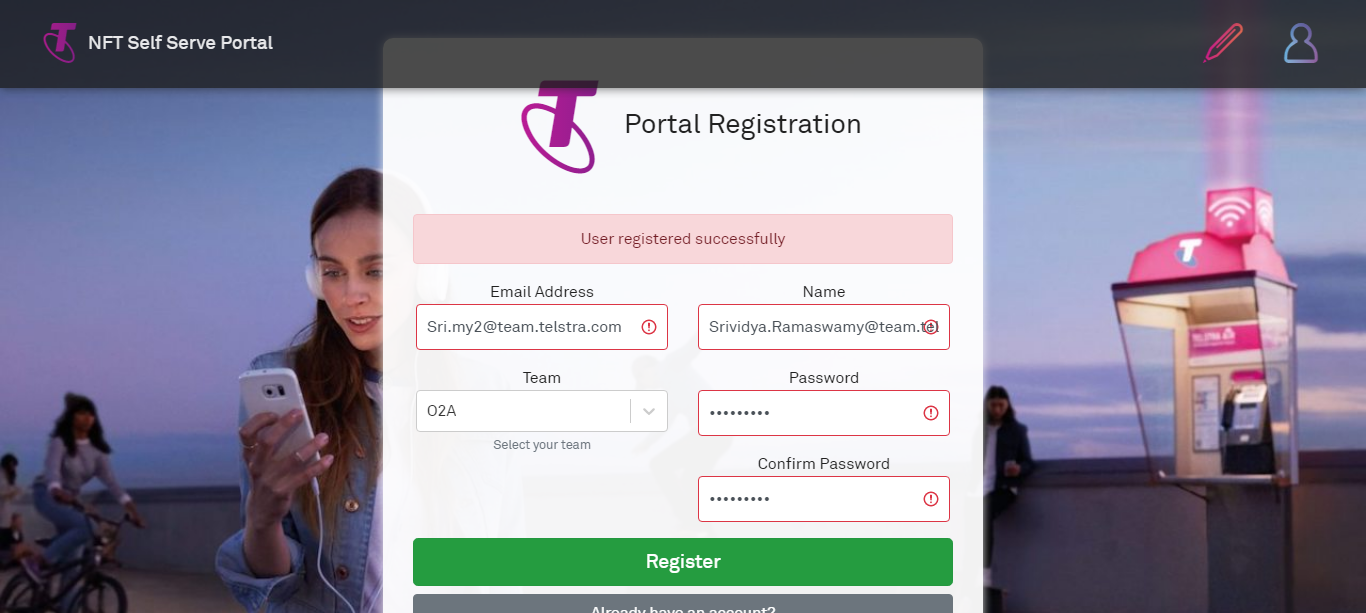 NFT Self Serve Portal
Portal Registration
User registered successfully
Email Address
Name
Sri.my2@team.telstra.com
Srividya.Ramaswamy@team.tel
Team
Password
O2A
•••••••••
Select your team
Confirm Password
•••••••••
Register
Already have an account?